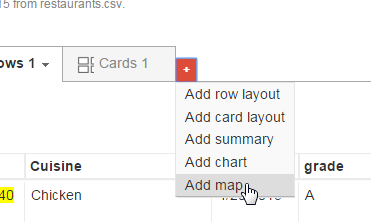 15 from restaurants.csv.
ows 1 Cards 1 +
Add row layout
Add card layout
Add summary
Add chart
Add map
Cuisine grade
40 Chicken A